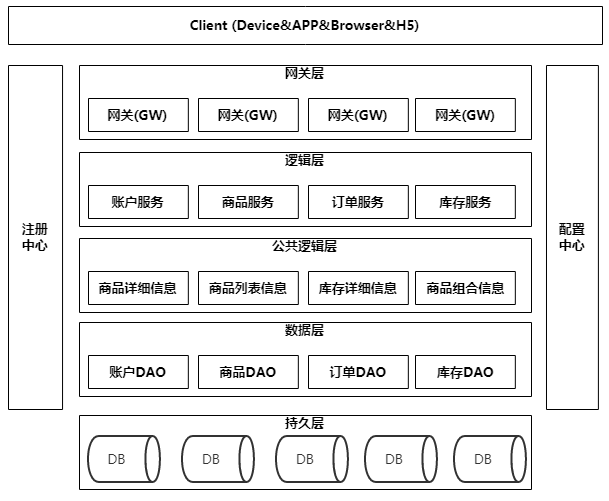 Client (Device&APP&Browser&H5)
注册
中心
网关层
网关(GW)
网关(GW)
网关(GW)
网关(GW)
逻辑层
账户服务
商品服务
订单服务
库存服务
公共逻辑层
商品详细信息
商品列表信息
库存详细信息
商品组合信息
数据层
账户DAO
商品DAO
订单DAO
库存DAO
配置
中心
持久层
DB
DB
DB
DB
DB